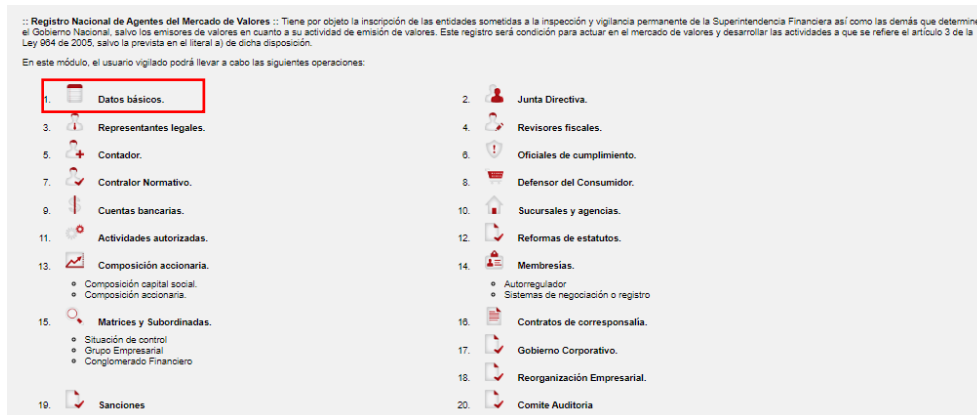 :: Registro Nacional de Agentes del Mercado de Valores :: Tiene por objeto la inscripción de las entidades sometidas a la inspección y vigilancia permanente de la Superintendencia Financiera así como las demás que determine
el Gobierno Nacional, salvo los emisores de valores en cuanto a su actividad de emisión de valores. Este registro será condición para actuar en el mercado de valores y desarrollar las actividades a que se refiere el artículo 3 de la
Ley 964 de 2005, salvo la prevista en el literal a) de dicha disposición.
En este módulo, el usuario vigilado podrá llevar a cabo las siguientes operaciones:
1. Datos básicos.
2. Junta Directiva.
3. Representantes legales.
4. Revisores fiscales.
5. Contador.
6. Oficiales de cumplimiento.
7. Contralor Normativo.
8. Defensor del Consumidor.
9. Cuentas bancarias.
10. Sucursales y agencias.
11. Actividades autorizadas.
12. Reformas de estatutos.
13. Composición accionaria.
Composición capital social.
Composición accionaria.
14. Membresías.
Autorregulador
Sistemas de negociación o registro
15. Matrices y Subordinadas.
Situación de control
Grupo Empresarial
Conglomerado Financiero
16. Contratos de corresponsalía.
17. Gobierno Corporativo.
18. Reorganización Empresarial.
19. Sanciones
20. Comite Auditoria